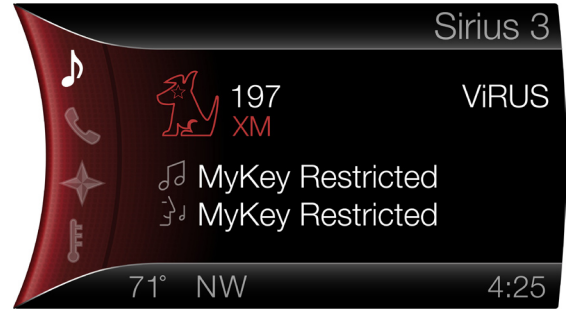 Sirius 3
197 ViRUS
XM
MyKey Restricted
MyKey Restricted
71° NW 4:25